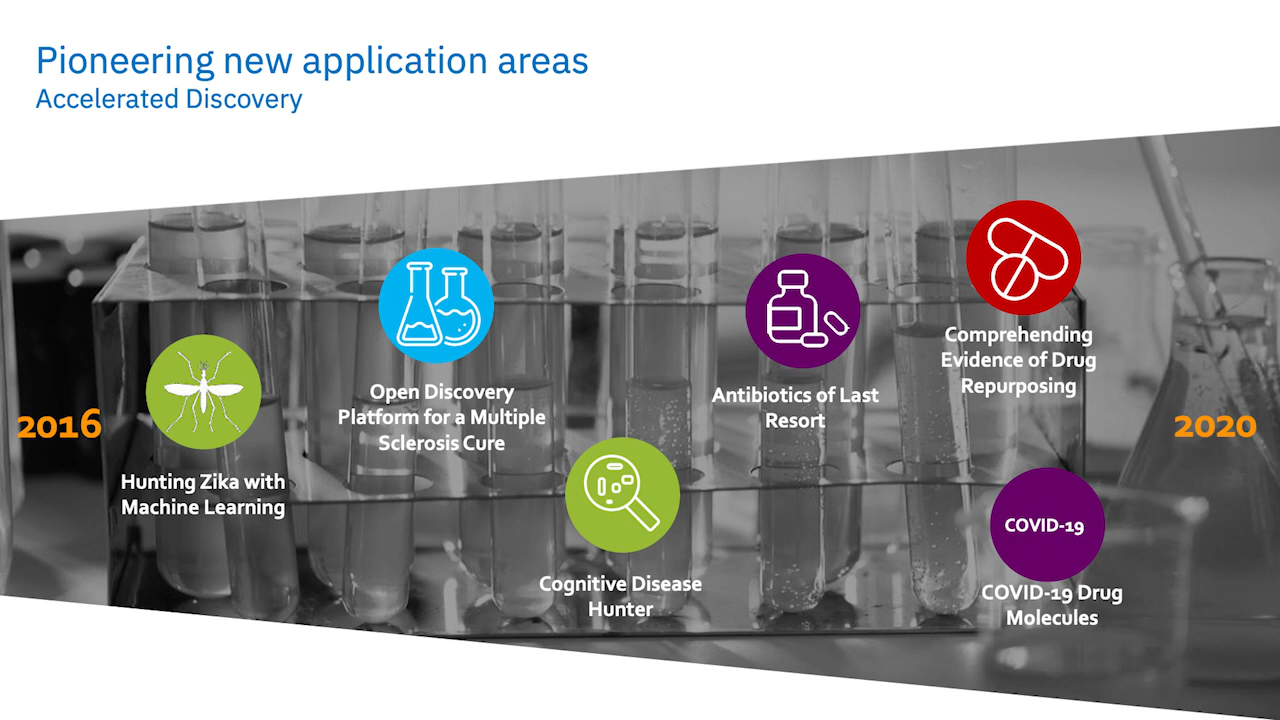 Pioneering new application areas
Accelerated Discovery
2016
Hunting Zika with
Machine Learning
Open Discovery
Platform for a Multiple
Sclerosis Cure
Cognitive Disease
Hunter
Antibiotics of Last
Resort
Comprehending
Evidence of Drug
Repurposing
COVID-19
COVID-19 Drug
Molecules
2020